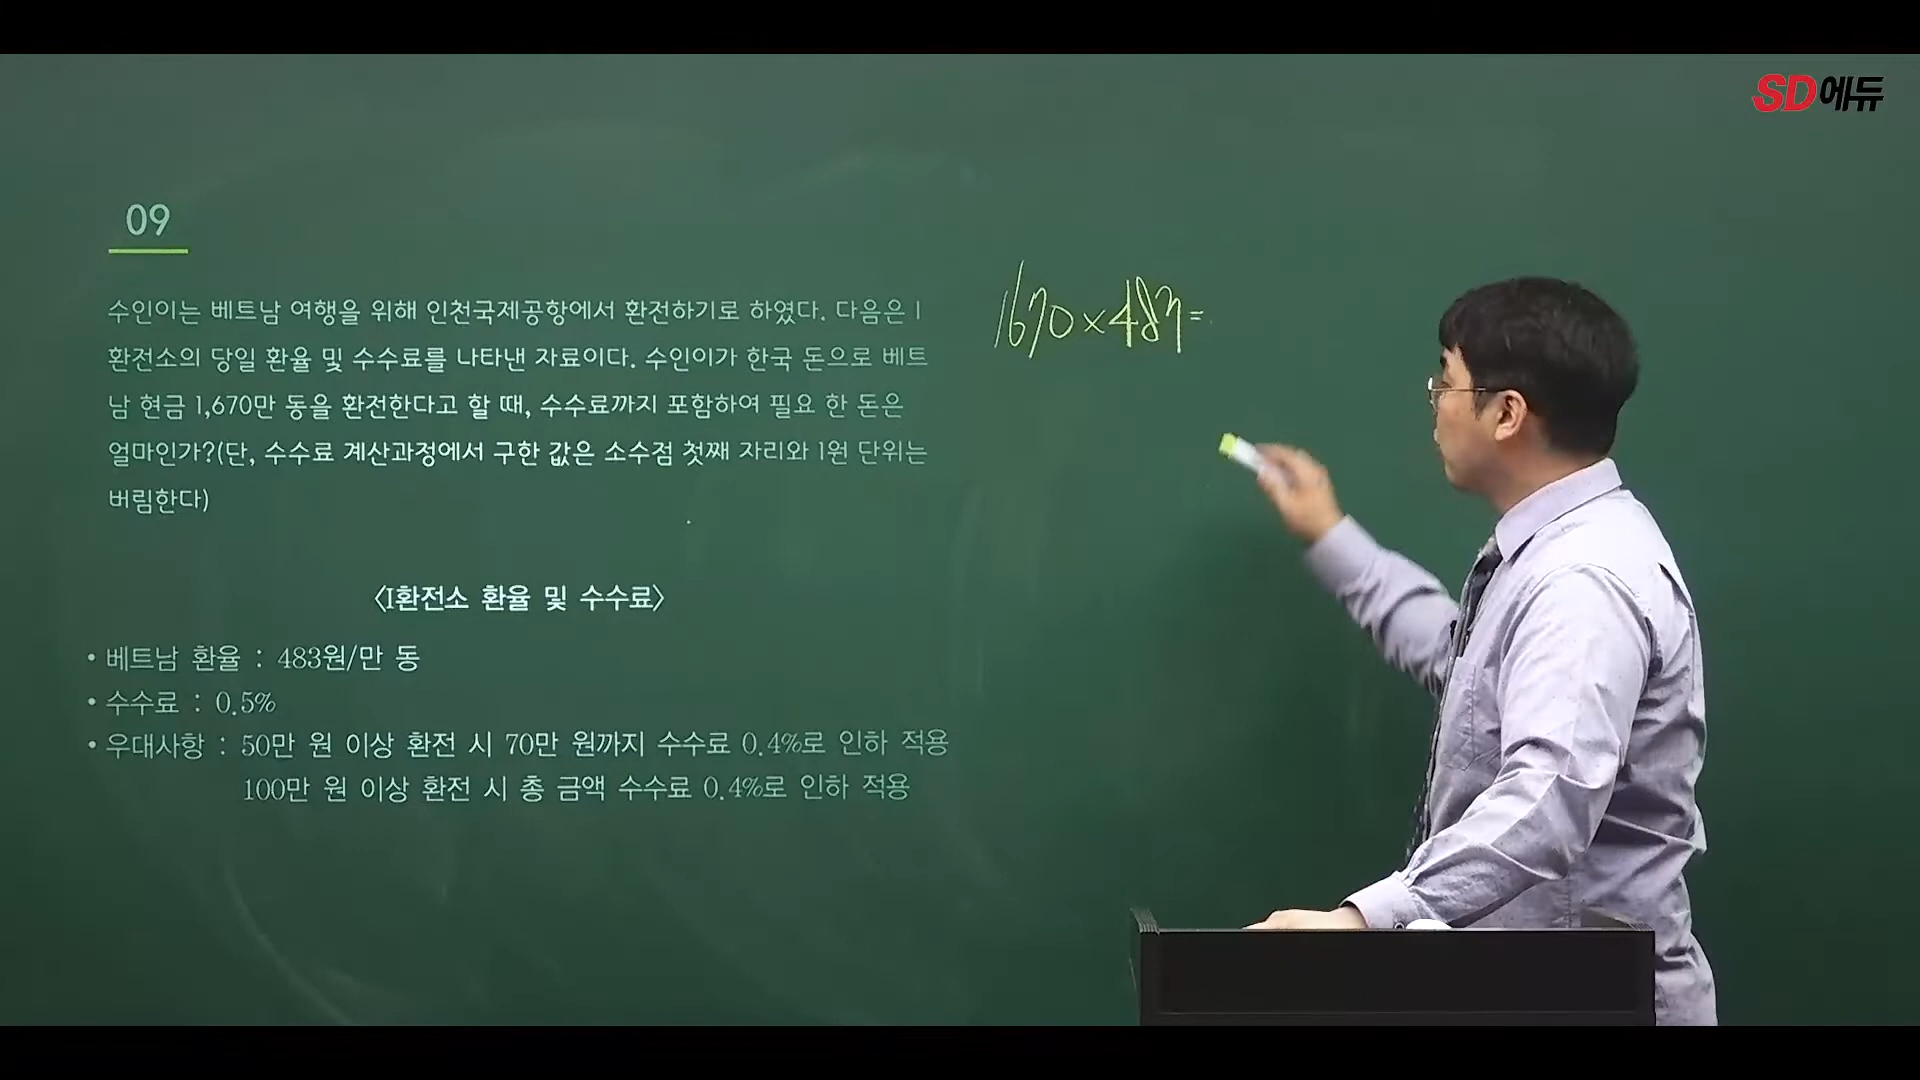 SD에듀
09
수인이는 베트남 여행을 위해 인천국제공항에서 환전하기로 하였다. 다음은 I
환전소의 당일 환율 및 수수료를 나타낸 자료이다. 수인이가 한국 돈으로 베트
남 현금 1,670만 동을 환전한다고 할 때, 수수료까지 포함하여 필요 한 돈은
얼마인가?(단, 수수료 계산과정에서 구한 값은 소수점 첫째 자리와 1원 단위는
버림한다)
1670×483=
〈I환전소 환율 및 수수료〉
• 베트남 환율 : 483원/만 동
• 수수료 : 0.5%
• 우대사항 : 50만 원 이상 환전 시 70만 원까지 수수료 0.4%로 인하 적용
100만 원 이상 환전 시 총 금액 수수료 0.4%로 인하 적용